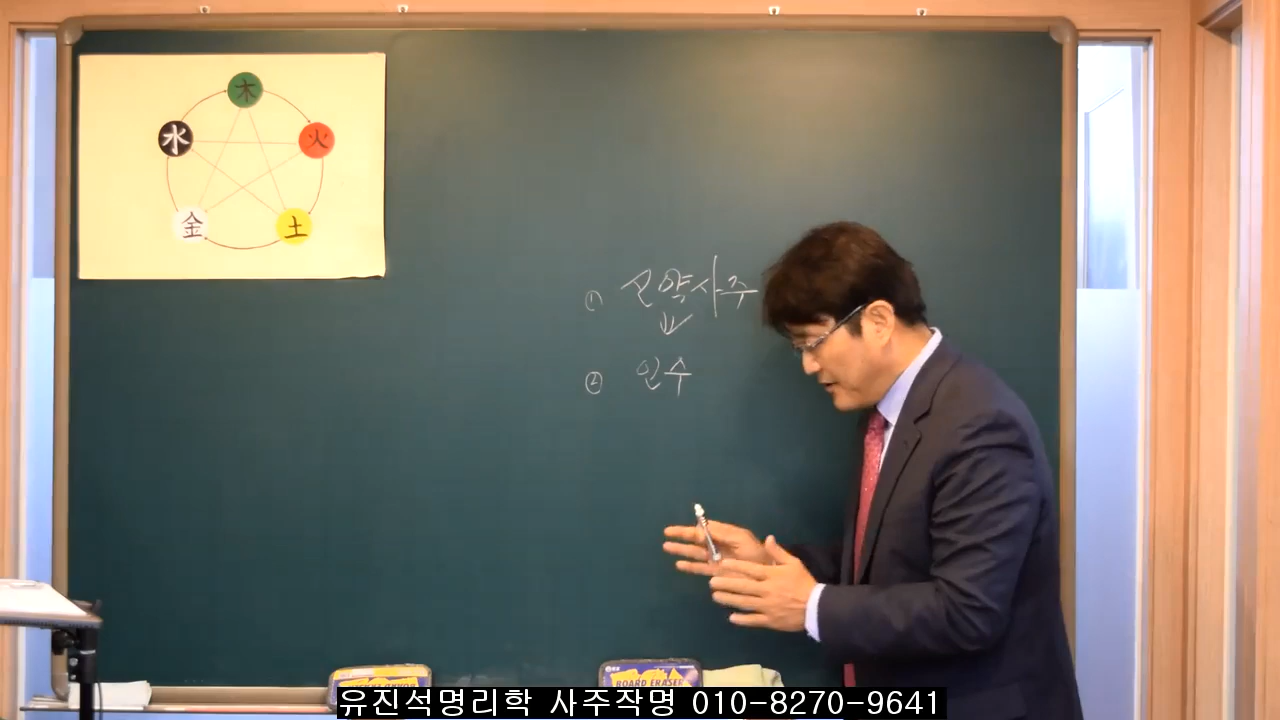 木
水
火
金
土
① 신약사주
② 인수
BOARD ERASER
유진석명리학 사주작명 010-8270-9641